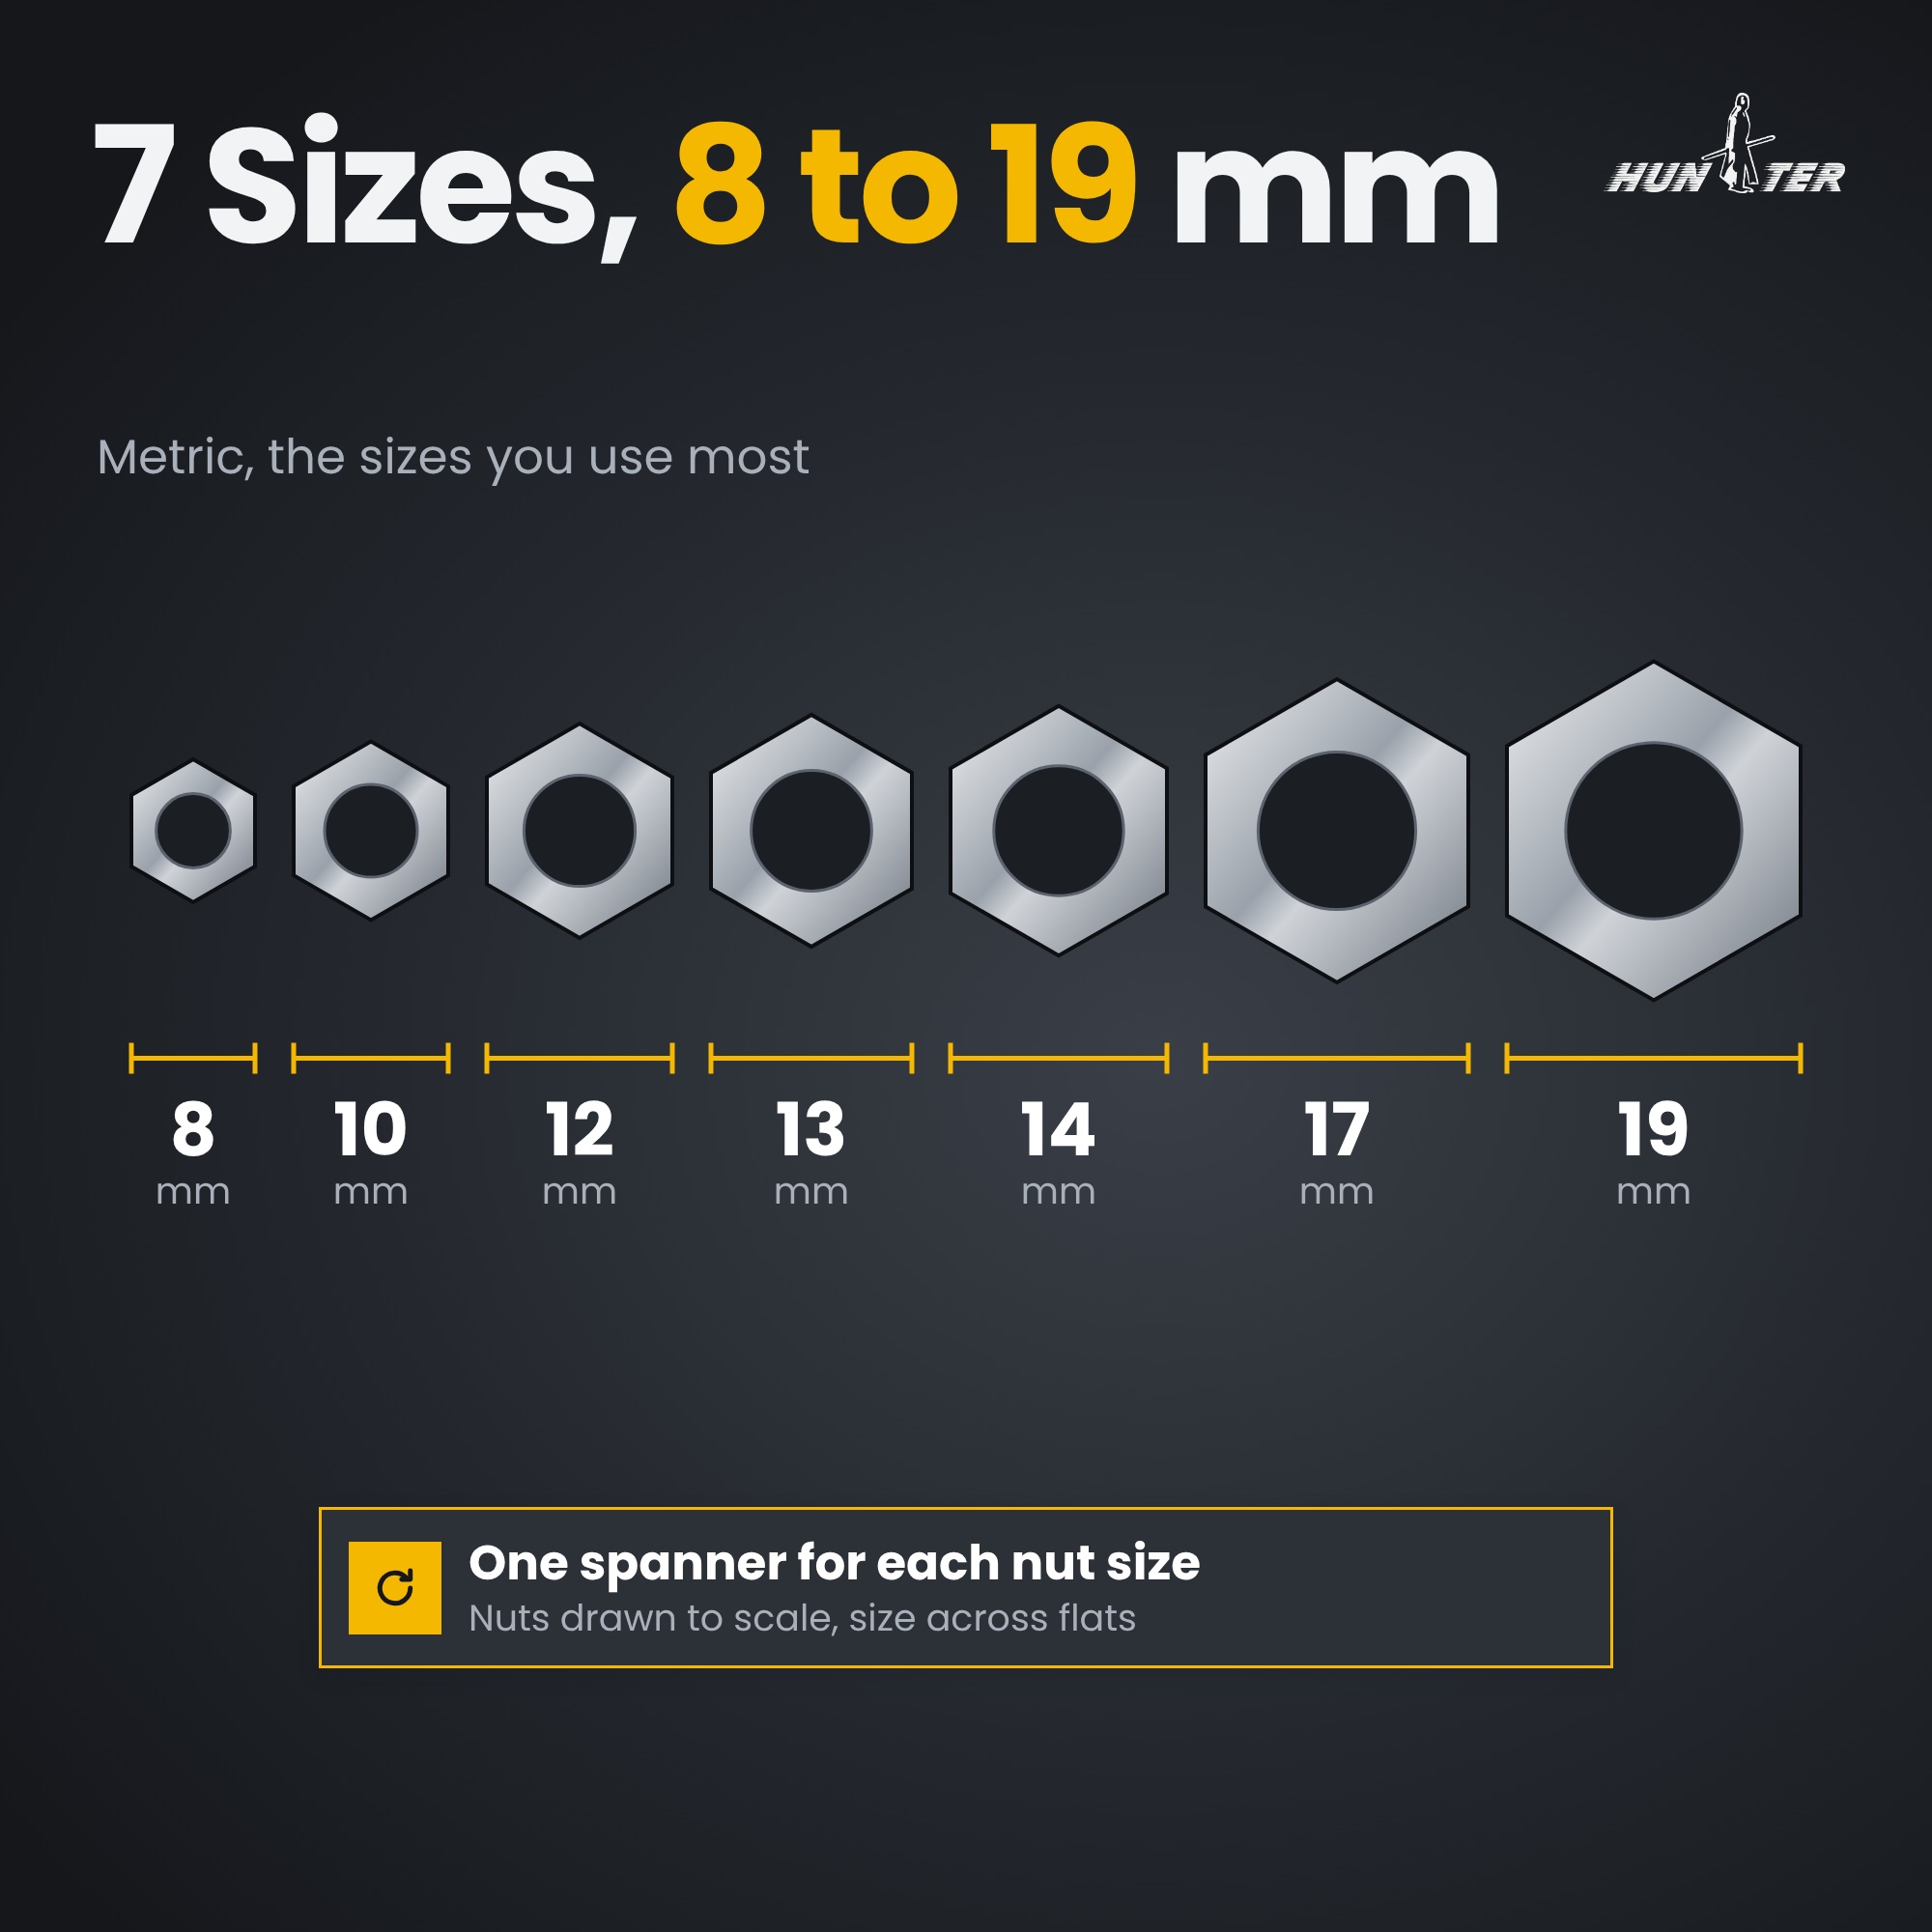 7 Sizes, 8 to 19 mm
HUNTER
Metric, the sizes you use most
8 10 12 13 14 17 19
mm mm mm mm mm mm mm
One spanner for each nut size
Nuts drawn to scale, size across flats